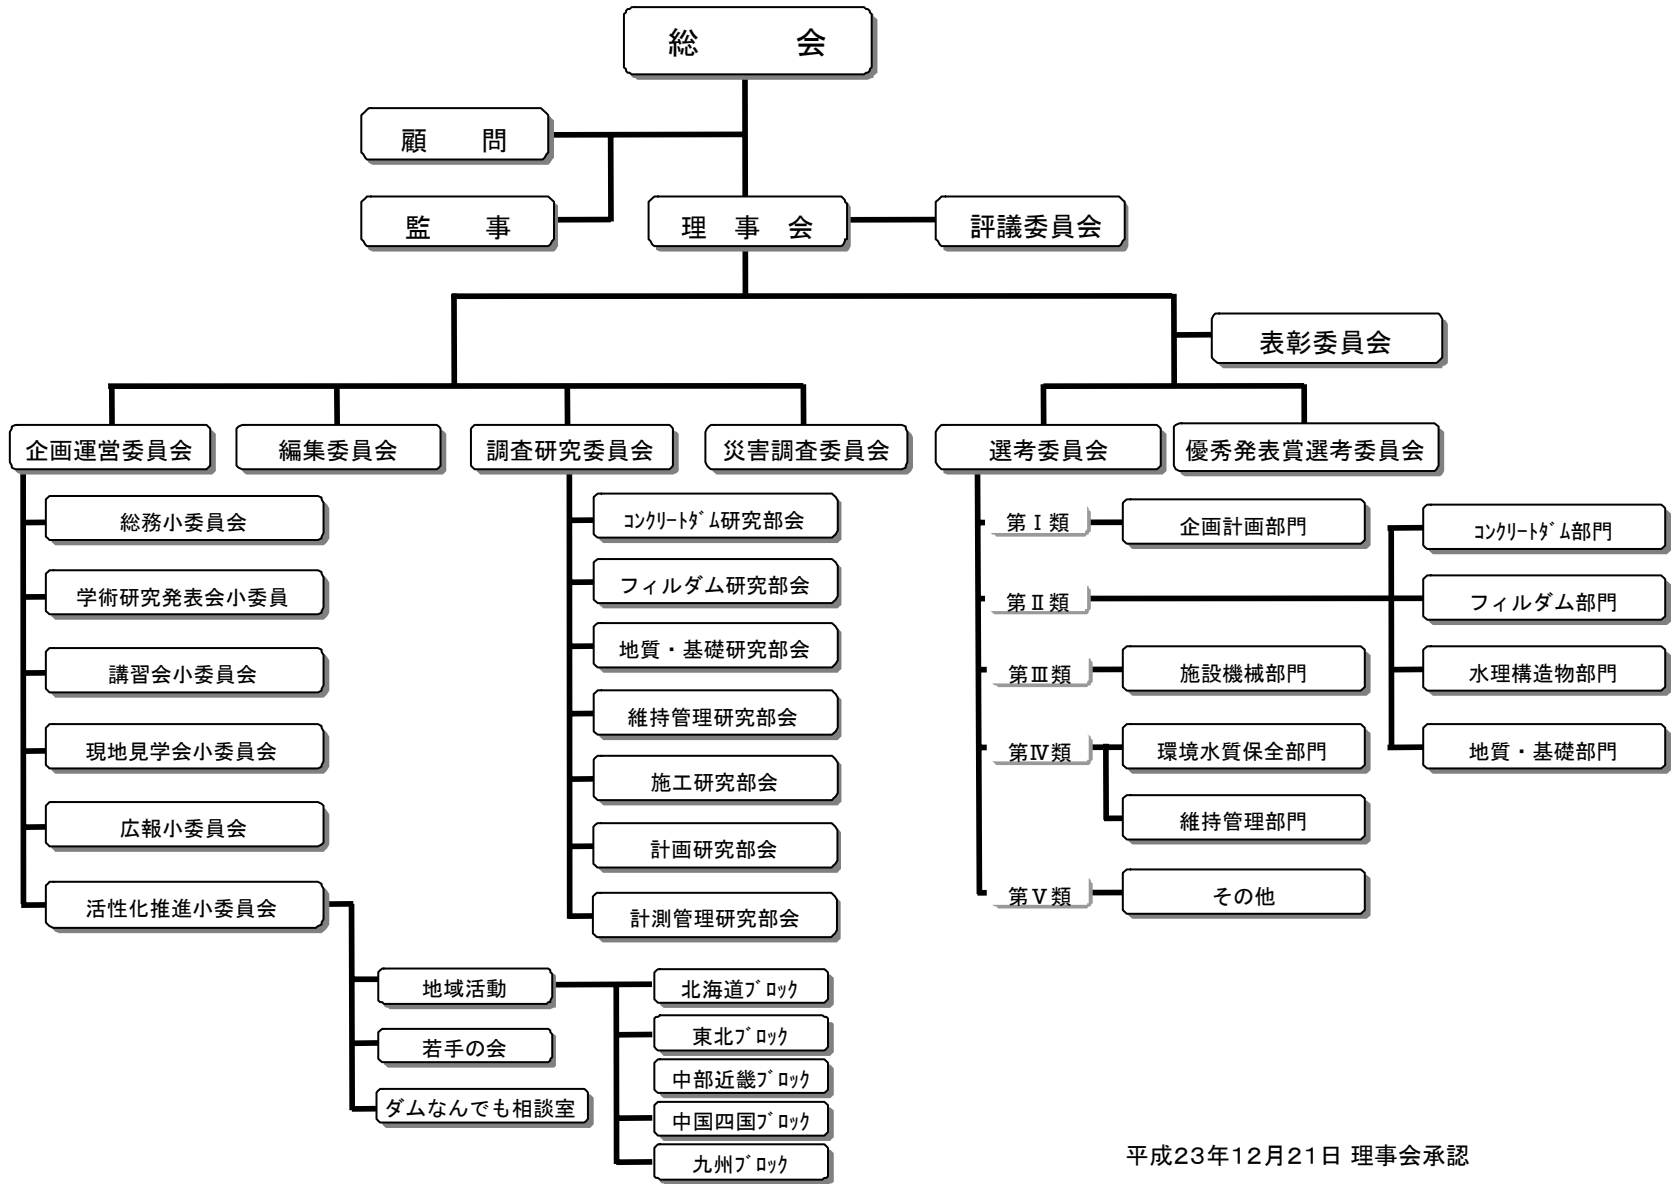 総　会
顧　問
監　事
理 事 会
評議委員会
表彰委員会
企画運営委員会
編集委員会
調査研究委員会
災害調査委員会
選考委員会
優秀発表賞選考委員会
総務小委員会
学術研究発表会小委員
講習会小委員会
現地見学会小委員会
広報小委員会
活性化推進小委員会
地域活動
若手の会
ダムなんでも相談室
北海道ﾌﾞﾛｯｸ
東北ﾌﾞﾛｯｸ
中部近畿ﾌﾞﾛｯｸ
中国四国ﾌﾞﾛｯｸ
九州ﾌﾞﾛｯｸ
ｺﾝｸﾘｰﾄﾀﾞﾑ研究部会
フィルダム研究部会
地質・基礎研究部会
維持管理研究部会
施工研究部会
計画研究部会
計測管理研究部会
第Ⅰ類
企画計画部門
第Ⅱ類
ｺﾝｸﾘｰﾄﾀﾞﾑ部門
フィルダム部門
水理構造物部門
地質・基礎部門
第Ⅲ類
施設機械部門
第Ⅳ類
環境水質保全部門
維持管理部門
第Ⅴ類
その他
平成23年12月21日 理事会承認